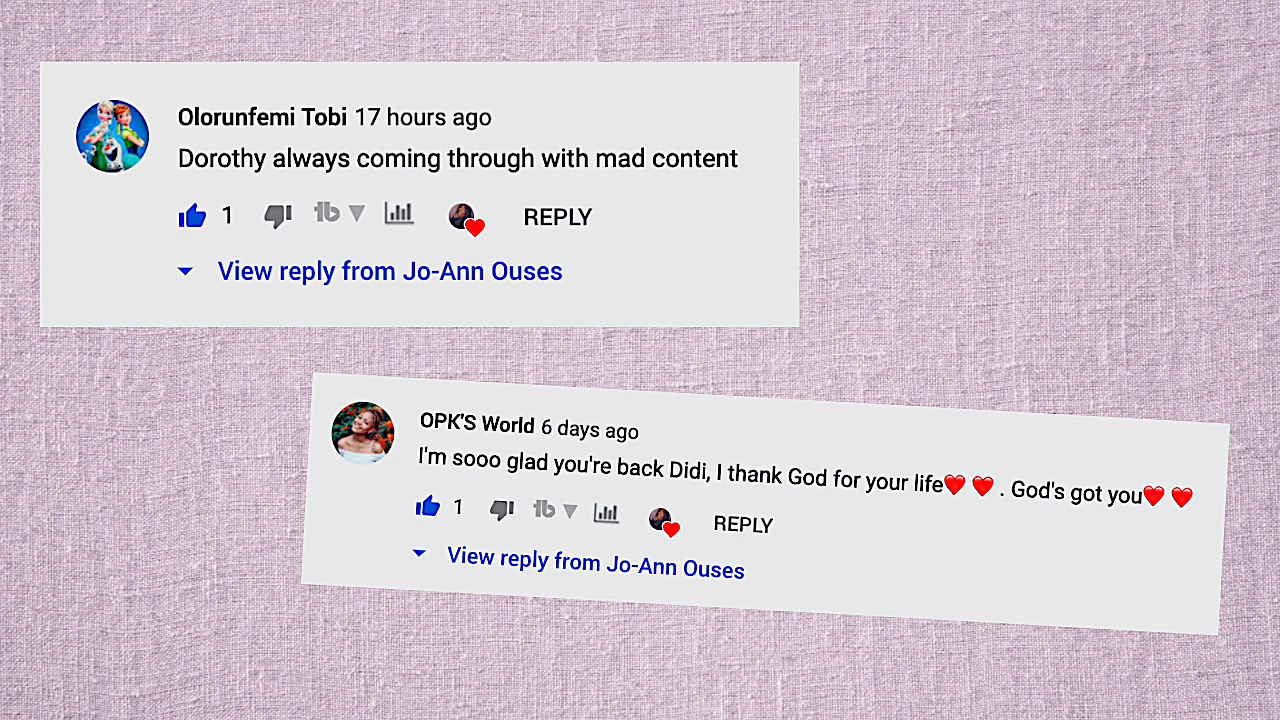 Olorunfemi Tobi 17 hours ago
Dorothy always coming through with mad content
1 tb REPLY
View reply from Jo-Ann Ouses
OPK'S World 6 days ago
I'm sooo glad you're back Didi, I thank God for your life❤️❤️. God's got you❤️❤️
1 tb REPLY
View reply from Jo-Ann Ouses